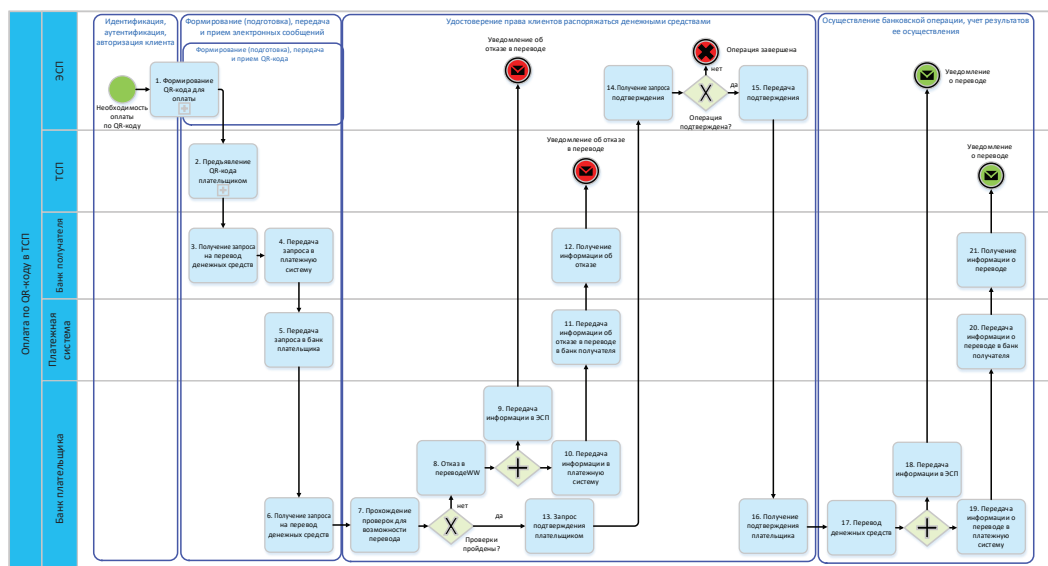 Оплата по QR-коду в ТСП
ЭСП
ТСП
Банк получателя
Платежная
система
Банк плательщика
Идентификация,
аутентификация,
авторизация клиента
Формирование (подготовка), передача
и прием электронных сообщений
Формирование (подготовка), передача
и прием QR-кода
Удостоверение права клиентов распоряжаться денежными средствами
Осуществление банковской операции, учет результатов
ее осуществления
Необходимость
оплаты
по QR-коду
1. Формирование
QR-кода для
оплаты
2. Предъявление
QR-кода
плательщиком
3. Получение запроса
на перевод
денежных средств
4. Передача
запроса в
платежную
систему
5. Передача
запроса в банк
плательщика
6. Получение запроса
на перевод
денежных средств
7. Прохождение
проверок для
возможности
перевода
Проверки
пройдены?
нет
да
8. Отказ в
переводеWW
9. Передача
информации в ЭСП
Уведомление об
отказе в переводе
10. Передача
информации в
платежную
систему
11. Передача
информации об
отказе в переводе
в банк получателя
12. Получение
информации об
отказе
Уведомление об отказе
в переводе
13. Запрос
подтверждения
плательщиком
14. Получение запроса
подтверждения
Операция
подтверждена?
нет
Операция завершена
да
15. Передача
подтверждения
16. Получение
подтверждения
плательщика
17. Перевод
денежных средств
18. Передача
информации в ЭСП
Уведомление
о переводе
19. Передача
информации о
переводе в
платежную
систему
20. Передача
информации
о переводе в банк
получателя
21. Получение
информации о
переводе
Уведомление
о переводе